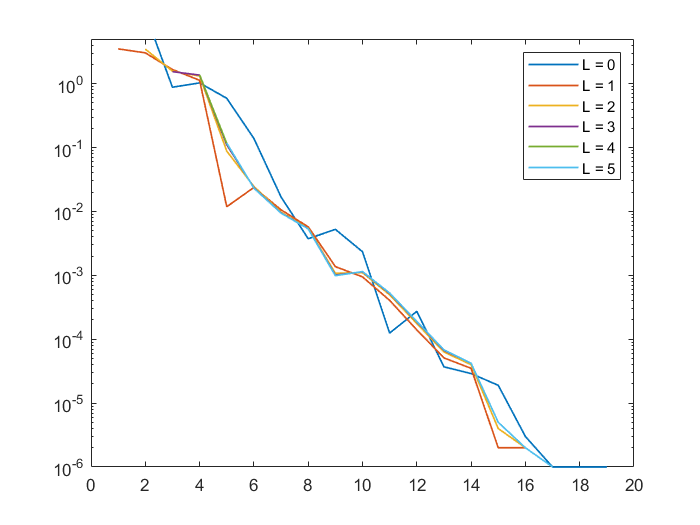 10^0
10^-1
10^-2
10^-3
10^-4
10^-5
10^-6
0 2 4 6 8 10 12 14 16 18 20
L = 0
L = 1
L = 2
L = 3
L = 4
L = 5